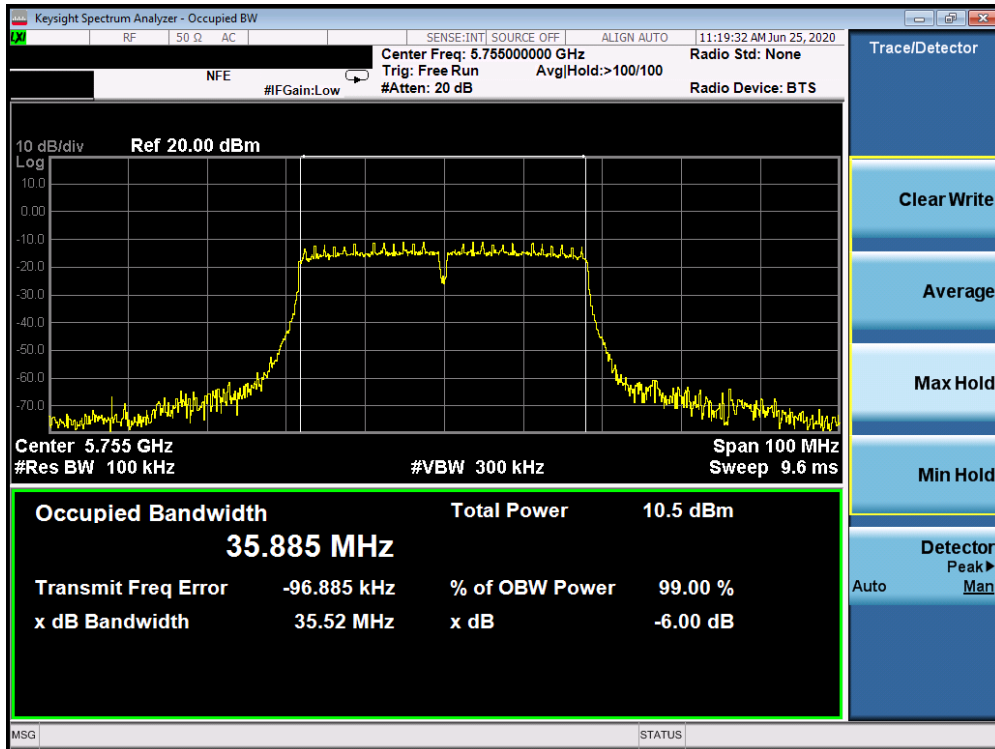 Keysight Spectrum Analyzer - Occupied BW
LXI RF 50 Ω AC SENSE:INT SOURCE OFF ALIGN AUTO 11:19:32 AM Jun 25, 2020
Center Freq: 5.755000000 GHz Radio Std: None
NFE Trig: Free Run Avg|Hold:>100/100
#IFGain:Low #Atten: 20 dB Radio Device: BTS
10 dB/div Ref 20.00 dBm
Log
10.0
0.00
-10.0
-20.0
-30.0
-40.0
-50.0
-60.0
-70.0
Center 5.755 GHz Span 100 MHz
#Res BW 100 kHz #VBW 300 kHz Sweep 9.6 ms
Occupied Bandwidth Total Power 10.5 dBm
35.885 MHz
Transmit Freq Error -96.885 kHz % of OBW Power 99.00 %
x dB Bandwidth 35.52 MHz x dB -6.00 dB
MSG STATUS
Trace/Detector
Clear Write
Average
Max Hold
Min Hold
Detector
Peak▶
Auto Man